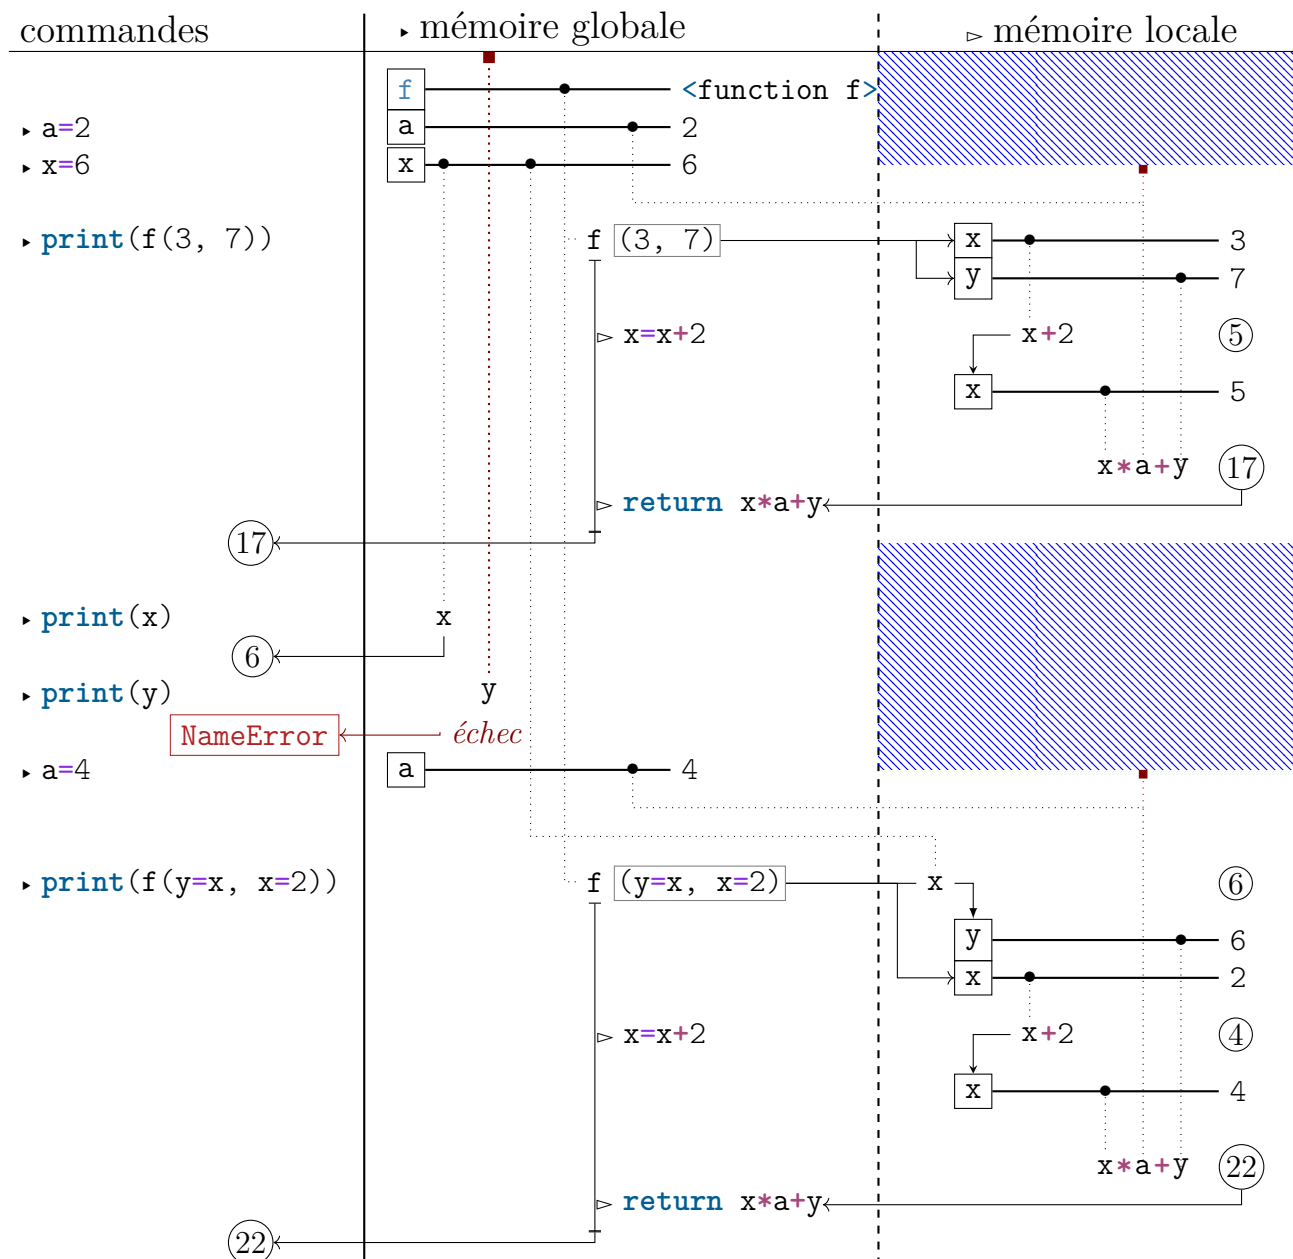 commandes ▸ mémoire globale ▻ mémoire locale
f <function f>
▸ a=2 a 2
▸ x=6 x 6
▸ print(f(3, 7)) f (3, 7) x 3
y 7
▻ x=x+2 x+2 5
x 5
x*a+y 17
▻ return x*a+y
17
▸ print(x) x
6
▸ print(y) y
NameError échec
▸ a=4 a 4
▸ print(f(y=x, x=2)) f (y=x, x=2) x 6
y 6
x 2
▻ x=x+2 x+2 4
x 4
x*a+y 22
▻ return x*a+y
22